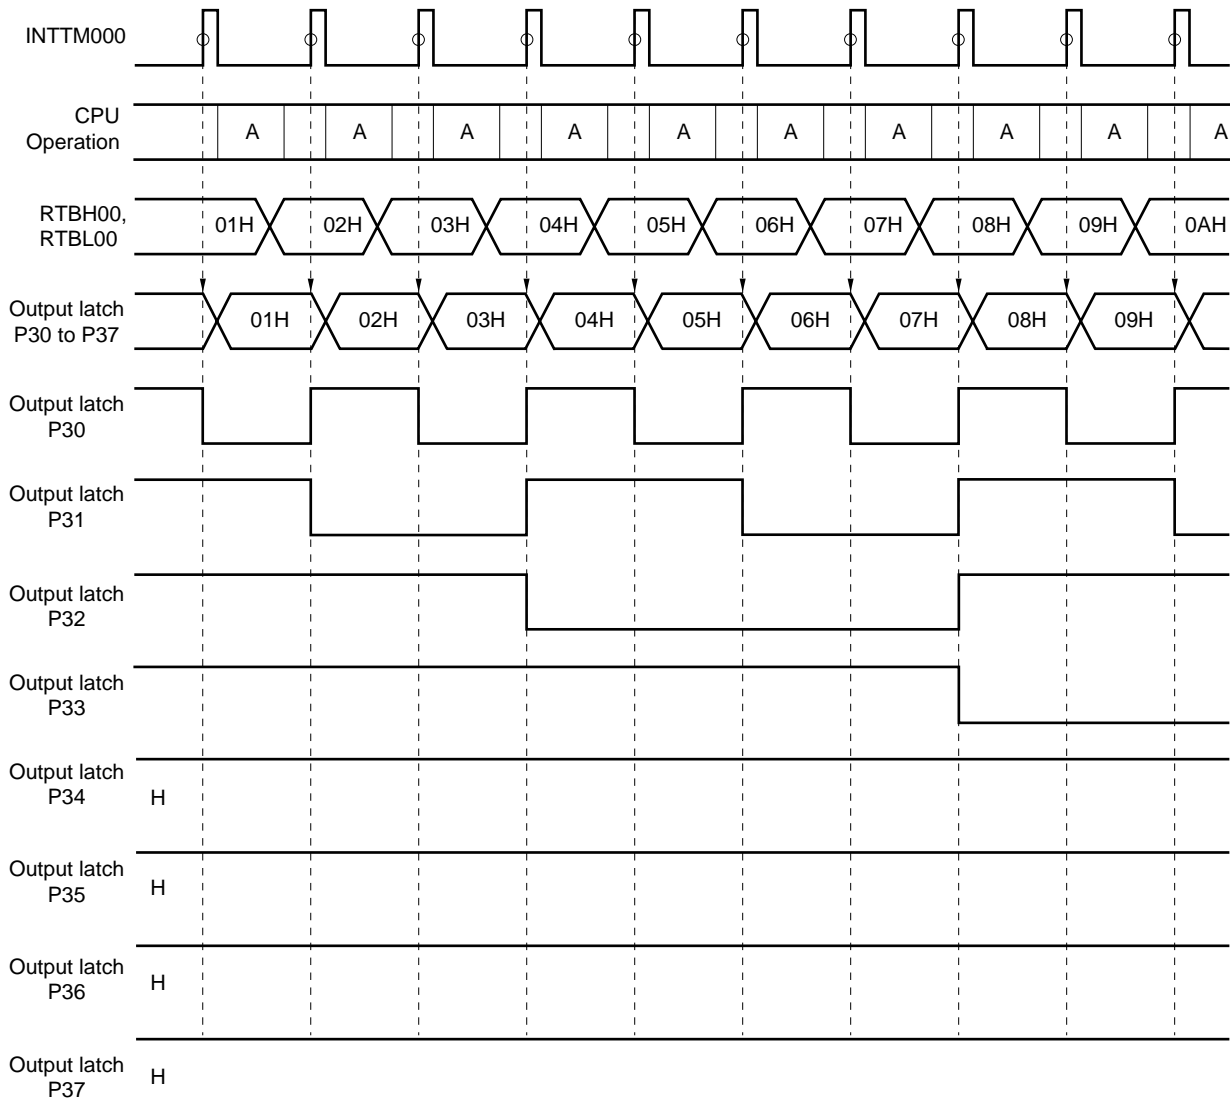 INTTM000
CPU
Operation
A A A A A A A A A A
RTBH00,
RTBL00
01H 02H 03H 04H 05H 06H 07H 08H 09H 0AH
Output latch
P30 to P37
01H 02H 03H 04H 05H 06H 07H 08H 09H
Output latch
P30
Output latch
P31
Output latch
P32
Output latch
P33
Output latch
P34
H
Output latch
P35
H
Output latch
P36
H
Output latch
P37
H